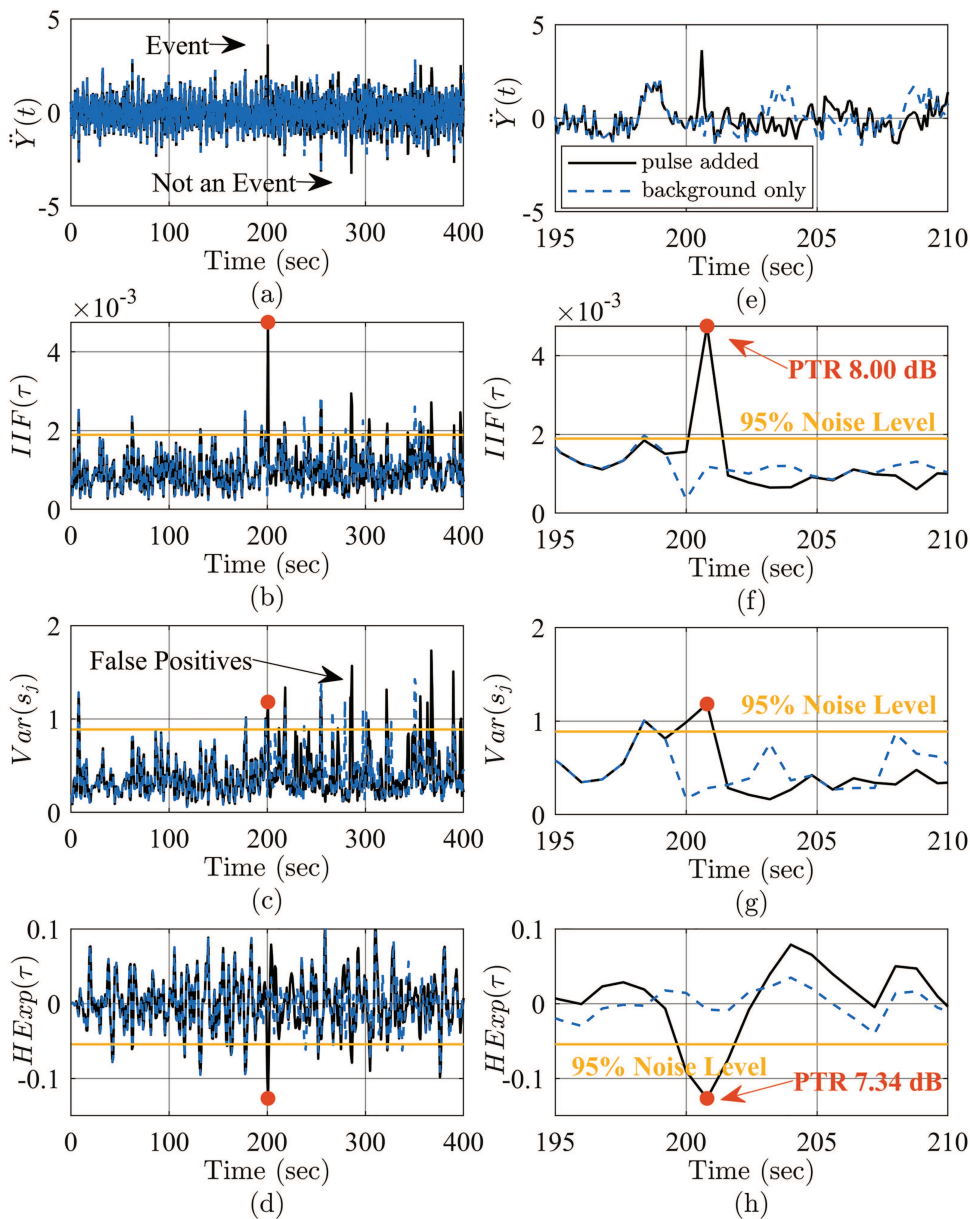 5
0
-5
Ÿ(t)
Event
Not an Event
0 100 200 300 400
Time (sec)
(a)
5
0
-5
Ÿ(t)
pulse added
background only
195 200 205 210
Time (sec)
(e)
×10⁻³
4
2
0
IIF(τ)
0 100 200 300 400
Time (sec)
(b)
×10⁻³
4
2
0
IIF(τ)
PTR 8.00 dB
95% Noise Level
195 200 205 210
Time (sec)
(f)
2
1
0
Var(s_j)
False Positives
0 100 200 300 400
Time (sec)
(c)
2
1
0
Var(s_j)
95% Noise Level
195 200 205 210
Time (sec)
(g)
0.1
0
-0.1
HExp(τ)
0 100 200 300 400
Time (sec)
(d)
0.1
0
-0.1
HExp(τ)
95% Noise Level
PTR 7.34 dB
195 200 205 210
Time (sec)
(h)